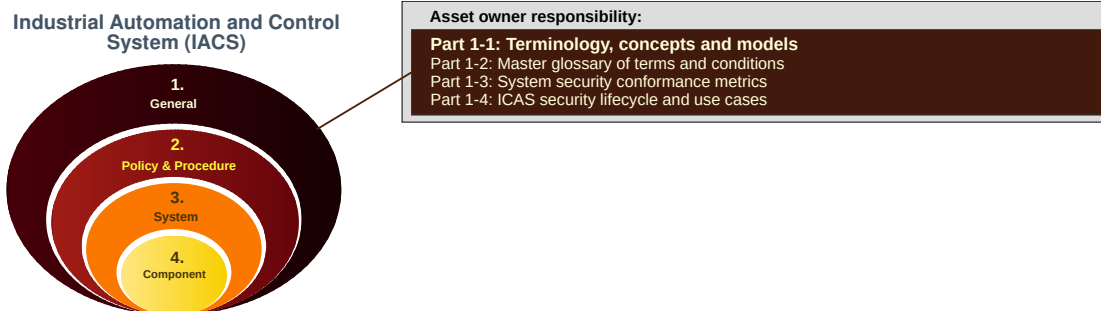 Industrial Automation and Control
System (IACS)
1.
General
2.
Policy & Procedure
3.
System
4.
Component
Asset owner responsibility:
Part 1-1: Terminology, concepts and models
Part 1-2: Master glossary of terms and conditions
Part 1-3: System security conformance metrics
Part 1-4: ICAS security lifecycle and use cases